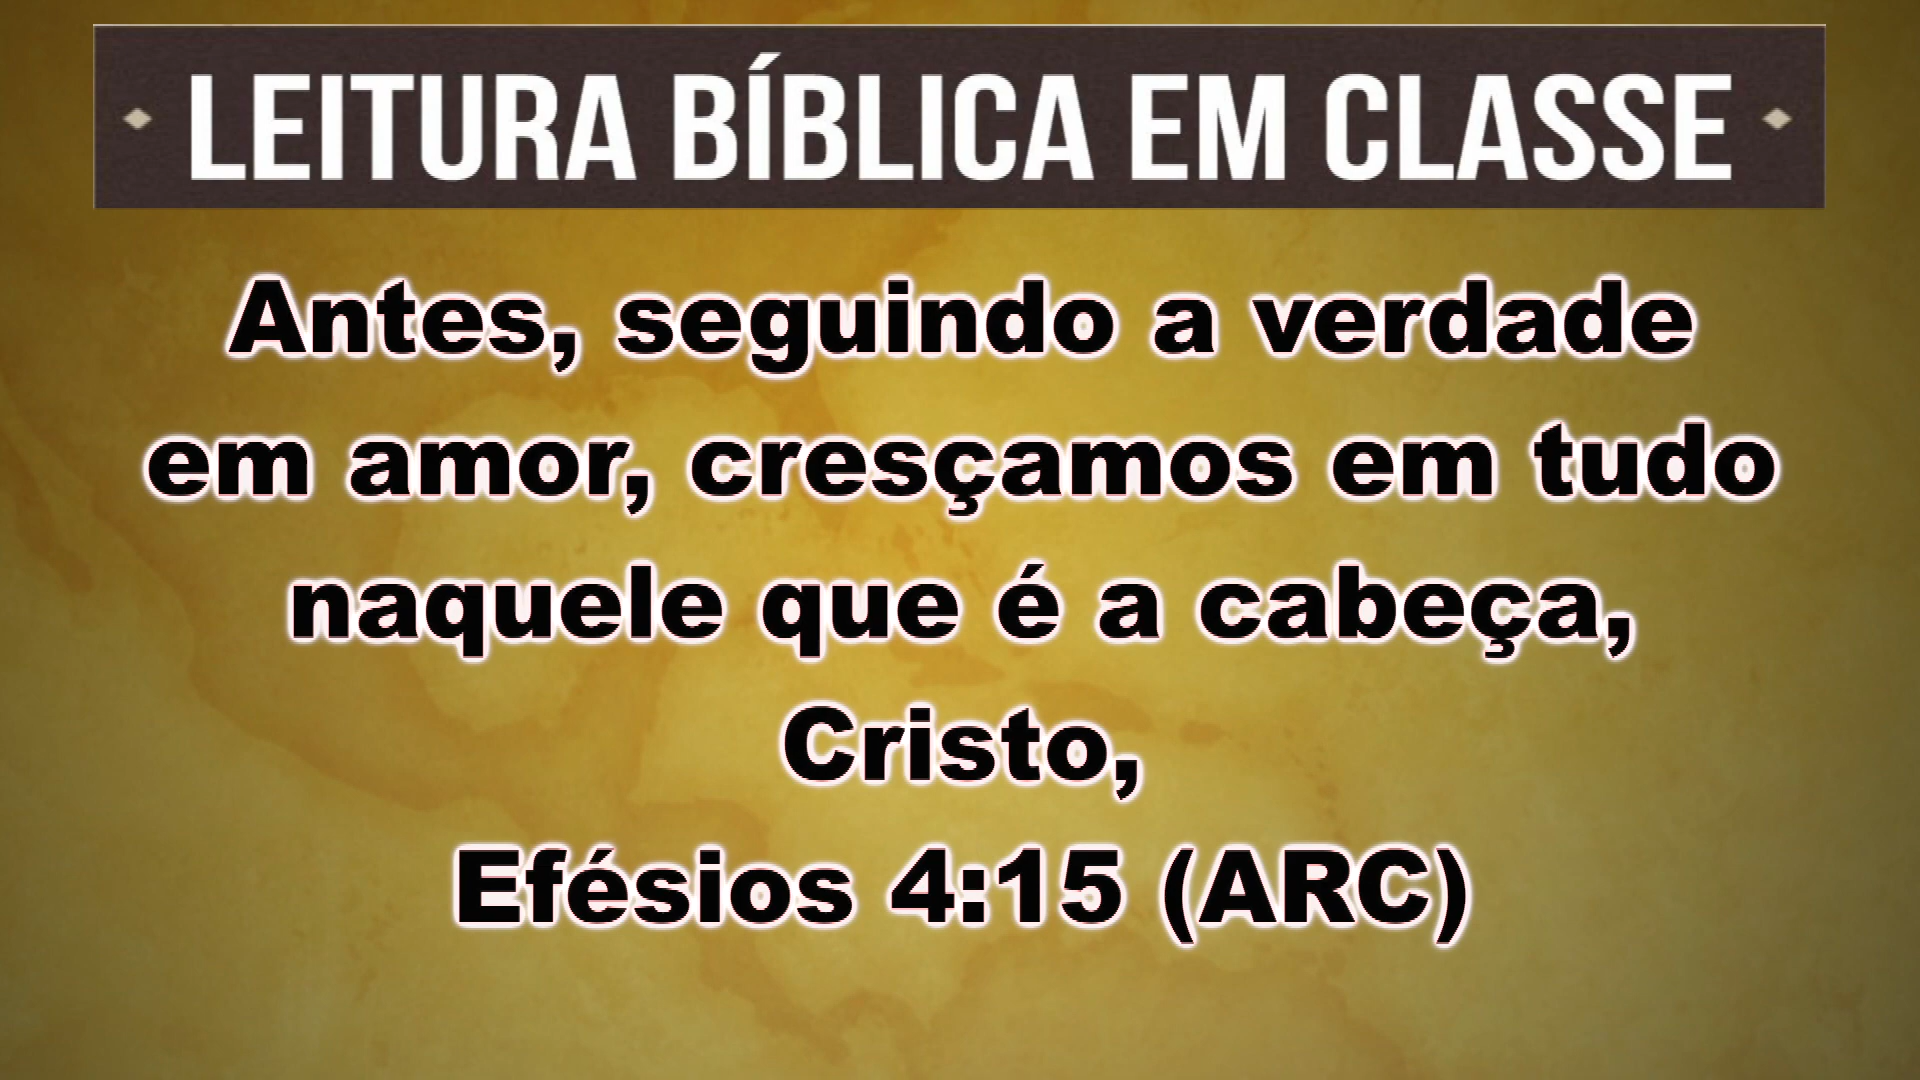 LEITURA BÍBLICA EM CLASSE
Antes, seguindo a verdade
em amor, cresçamos em tudo
naquele que é a cabeça,
Cristo,
Efésios 4:15 (ARC)